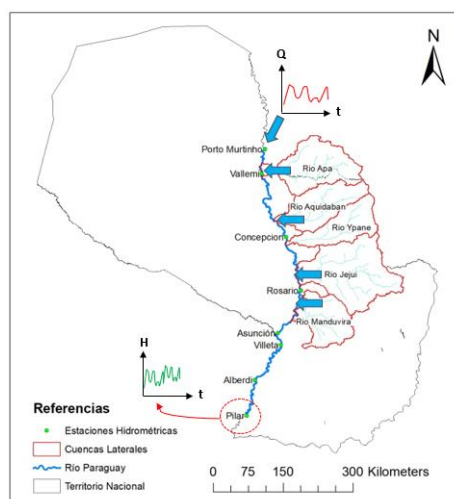 N
Q
t
Porto Murtinho
Vallemi
Rio Apa
Rio Aquidaban
Rio Ypane
Concepcion
Rio Jejui
Rosario
Rio Manduvira
Asunción
Villeta
H
t
Alberdi
Pilar
Referencias
Estaciones Hidrométricas
Cuencas Laterales
Río Paraguay
Territorio Nacional
0 75 150 300 Kilometers